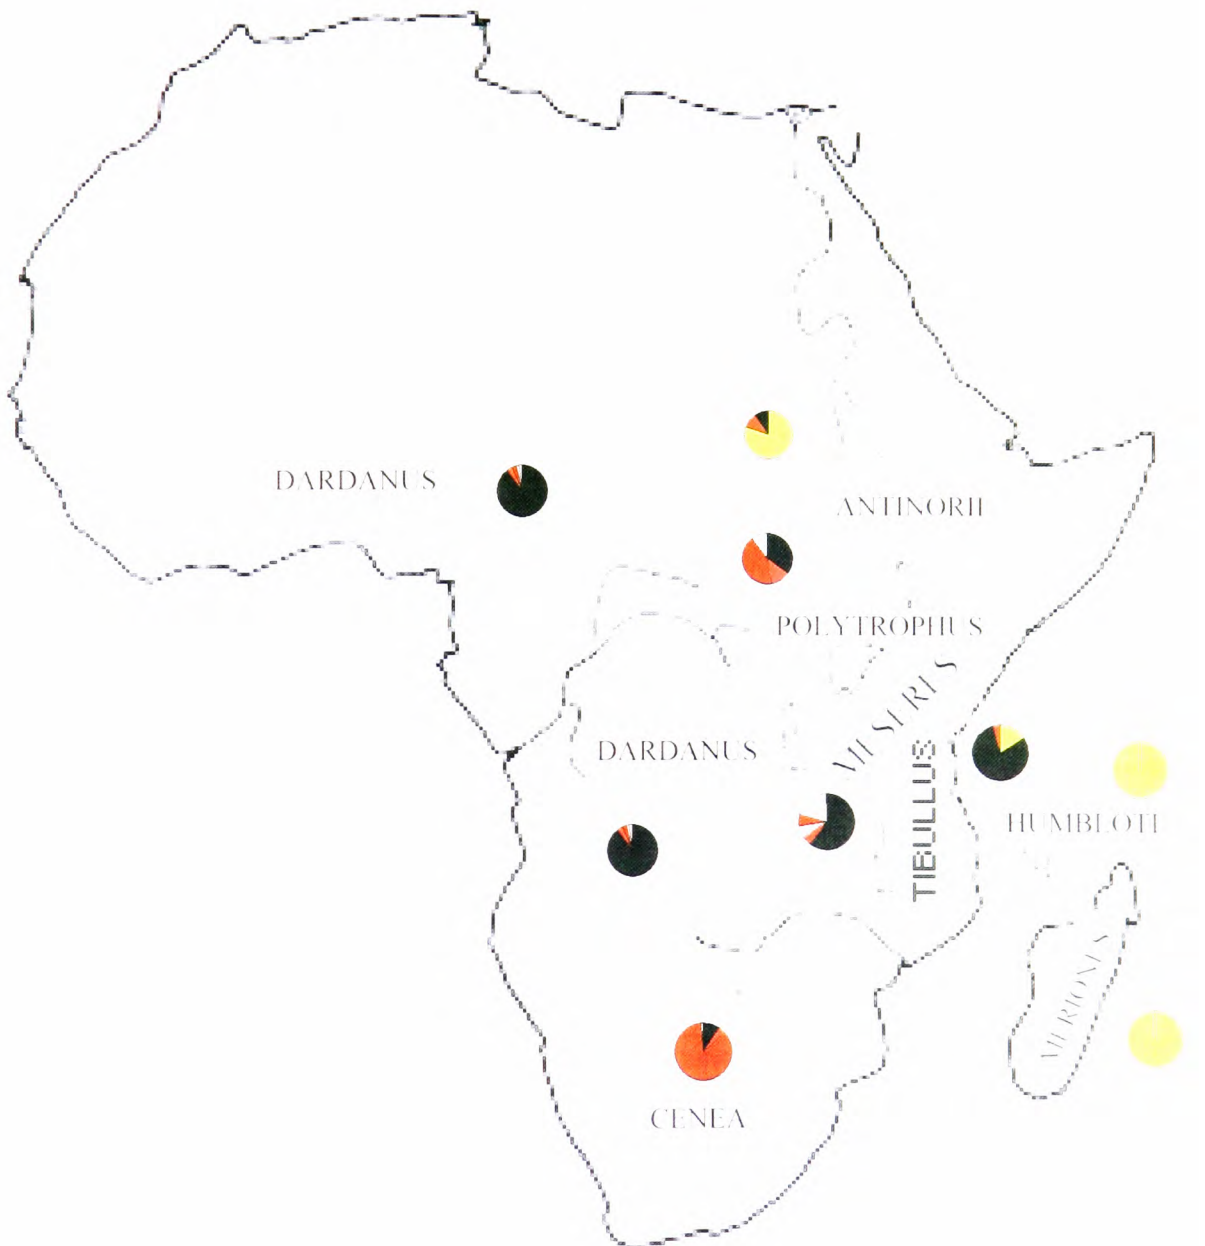 DARDANUS
ANTINORII
POLYTROPHUS
MESERES
DARDANUS
TIBULLUS
HUMBLOTI
MERIONES
CENEA